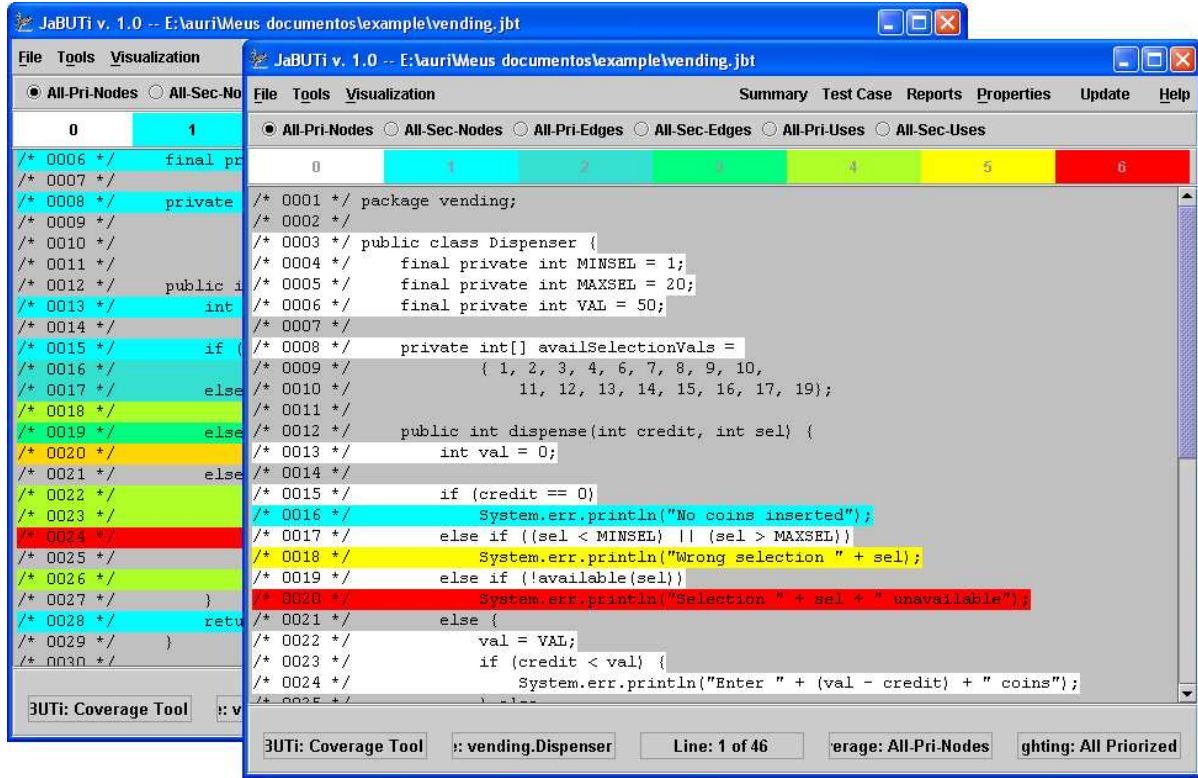 JaBUTi v. 1.0 -- E:\auri\Meus documentos\example\vending.jbt
File Tools Visualization
All-Pri-Nodes All-Sec-No
0 1
/* 0006 */ final pr
/* 0007 */
/* 0008 */ private
/* 0009 */
/* 0010 */
/* 0011 */
/* 0012 */ public i
/* 0013 */ int
/* 0014 */
/* 0015 */ if (
/* 0016 */
/* 0017 */ else
/* 0018 */
/* 0019 */ else
/* 0020 */
/* 0021 */ else
/* 0022 */
/* 0023 */
/* 0024 */
/* 0025 */
/* 0026 */
/* 0027 */ }
/* 0028 */ retu
/* 0029 */ }
/* 0030 */
BUTi: Coverage Tool : v
JaBUTi v. 1.0 -- E:\auri\Meus documentos\example\vending.jbt
File Tools Visualization Summary Test Case Reports Properties Update Help
All-Pri-Nodes All-Sec-Nodes All-Pri-Edges All-Sec-Edges All-Pri-Uses All-Sec-Uses
0 1 2 3 4 5 6
/* 0001 */ package vending;
/* 0002 */
/* 0003 */ public class Dispenser {
/* 0004 */ final private int MINSEL = 1;
/* 0005 */ final private int MAXSEL = 20;
/* 0006 */ final private int VAL = 50;
/* 0007 */
/* 0008 */ private int[] availSelectionVals =
/* 0009 */ { 1, 2, 3, 4, 6, 7, 8, 9, 10,
/* 0010 */ 11, 12, 13, 14, 15, 16, 17, 19};
/* 0011 */
/* 0012 */ public int dispense(int credit, int sel) {
/* 0013 */ int val = 0;
/* 0014 */
/* 0015 */ if (credit == 0)
/* 0016 */ System.err.println("No coins inserted");
/* 0017 */ else if ((sel < MINSEL) || (sel > MAXSEL))
/* 0018 */ System.err.println("Wrong selection " + sel);
/* 0019 */ else if (!available(sel))
/* 0020 */ System.err.println("Selection " + sel + " unavailable");
/* 0021 */ else {
/* 0022 */ val = VAL;
/* 0023 */ if (credit < val) {
/* 0024 */ System.err.println("Enter " + (val - credit) + " coins");
/* 0025 */ } else
BUTi: Coverage Tool : vending.Dispenser Line: 1 of 46 erage: All-Pri-Nodes ghting: All Priorized